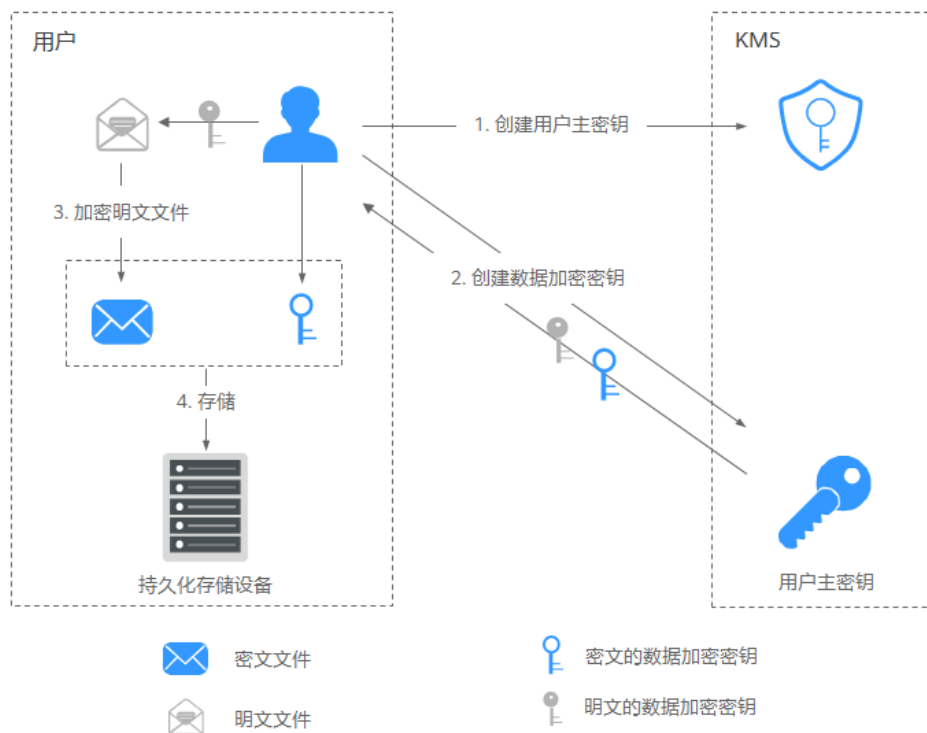 用户
KMS
1. 创建用户主密钥
3. 加密明文文件
2. 创建数据加密密钥
4. 存储
持久化存储设备
用户主密钥
密文文件
密文的数据加密密钥
明文文件
明文的数据加密密钥